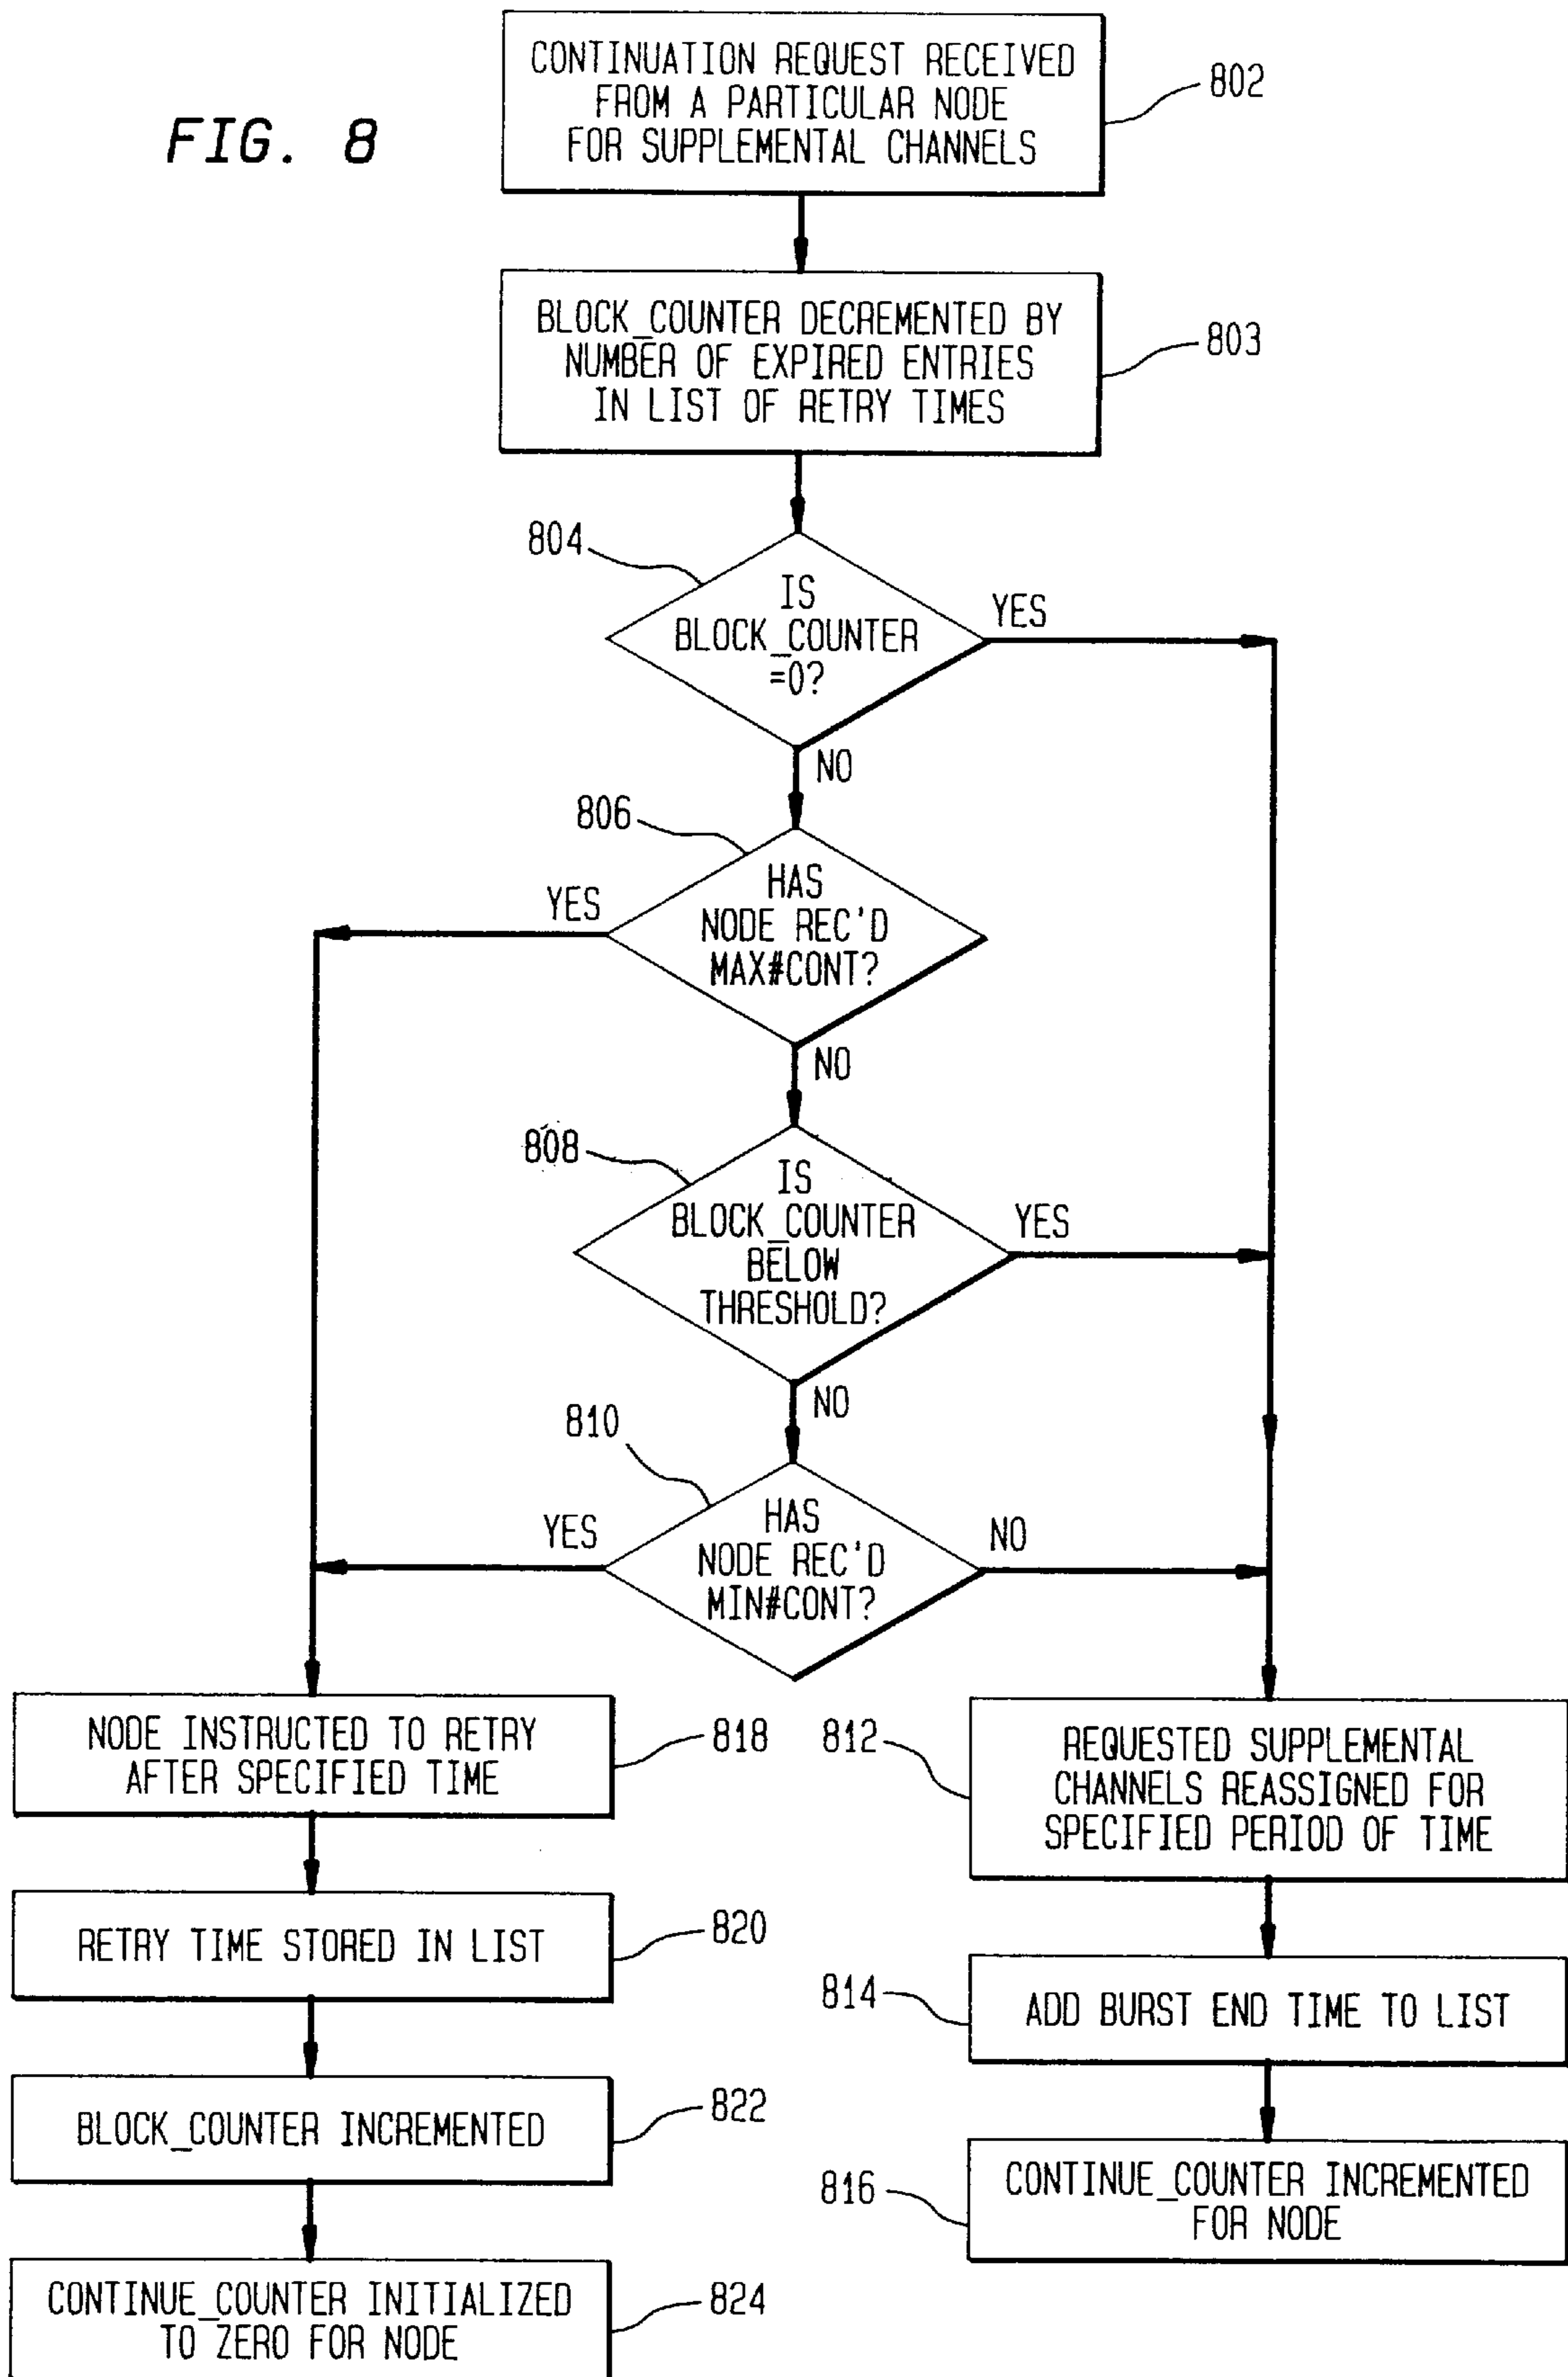 FIG. 8
CONTINUATION REQUEST RECEIVED
FROM A PARTICULAR NODE
FOR SUPPLEMENTAL CHANNELS
802
BLOCK_COUNTER DECREMENTED BY
NUMBER OF EXPIRED ENTRIES
IN LIST OF RETRY TIMES
803
804
IS
BLOCK_COUNTER
=0?
YES
NO
806
HAS
NODE REC'D
MAX#CONT?
YES
NO
808
IS
BLOCK_COUNTER
BELOW
THRESHOLD?
YES
NO
810
HAS
NODE REC'D
MIN#CONT?
YES
NO
NODE INSTRUCTED TO RETRY
AFTER SPECIFIED TIME
818
RETRY TIME STORED IN LIST
820
BLOCK_COUNTER INCREMENTED
822
CONTINUE_COUNTER INITIALIZED
TO ZERO FOR NODE
824
812
REQUESTED SUPPLEMENTAL
CHANNELS REASSIGNED FOR
SPECIFIED PERIOD OF TIME
814
ADD BURST END TIME TO LIST
816
CONTINUE_COUNTER INCREMENTED
FOR NODE